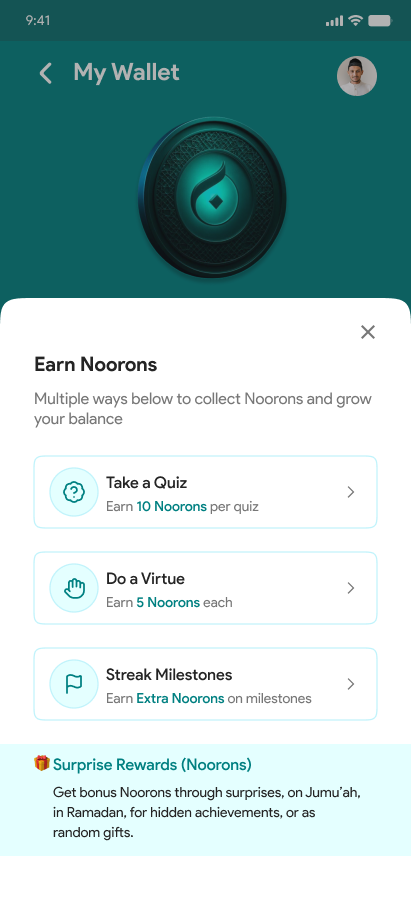 9:41
My Wallet
Earn Noorons
Multiple ways below to collect Noorons and grow
your balance
Take a Quiz
Earn 10 Noorons per quiz
Do a Virtue
Earn 5 Noorons each
Streak Milestones
Earn Extra Noorons on milestones
Surprise Rewards (Noorons)
Get bonus Noorons through surprises, on Jumu’ah,
in Ramadan, for hidden achievements, or as
random gifts.